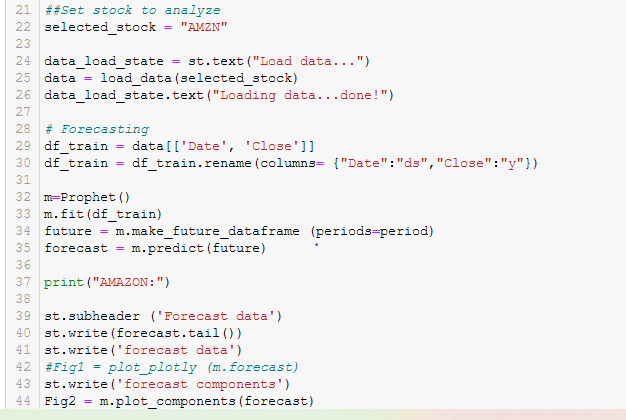 21 ##Set stock to analyze
22 selected_stock = "AMZN"
23
24 data_load_state = st.text("Load data...")
25 data = load_data(selected_stock)
26 data_load_state.text("Loading data...done!")
27
28 # Forecasting
29 df_train = data[['Date', 'Close']]
30 df_train = df_train.rename(columns= {"Date":"ds","Close":"y"})
31
32 m=Prophet()
33 m.fit(df_train)
34 future = m.make_future_dataframe (periods=period)
35 forecast = m.predict(future)
36
37 print("AMAZON:")
38
39 st.subheader ('Forecast data')
40 st.write(forecast.tail())
41 st.write('forecast data')
42 #Fig1 = plot_plotly (m.forecast)
43 st.write('forecast components')
44 Fig2 = m.plot_components(forecast)